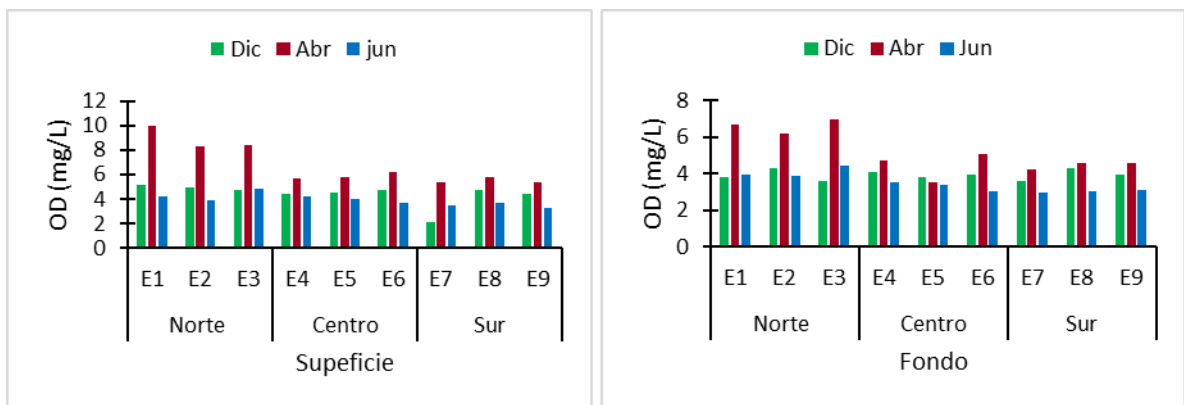 Dic Abr jun
12
10
8
6
4
2
0
OD (mg/L)
E1 E2 E3 E4 E5 E6 E7 E8 E9
Norte Centro Sur
Supeficie
Dic Abr Jun
8
6
4
2
0
OD (mg/L)
E1 E2 E3 E4 E5 E6 E7 E8 E9
Norte Centro Sur
Fondo